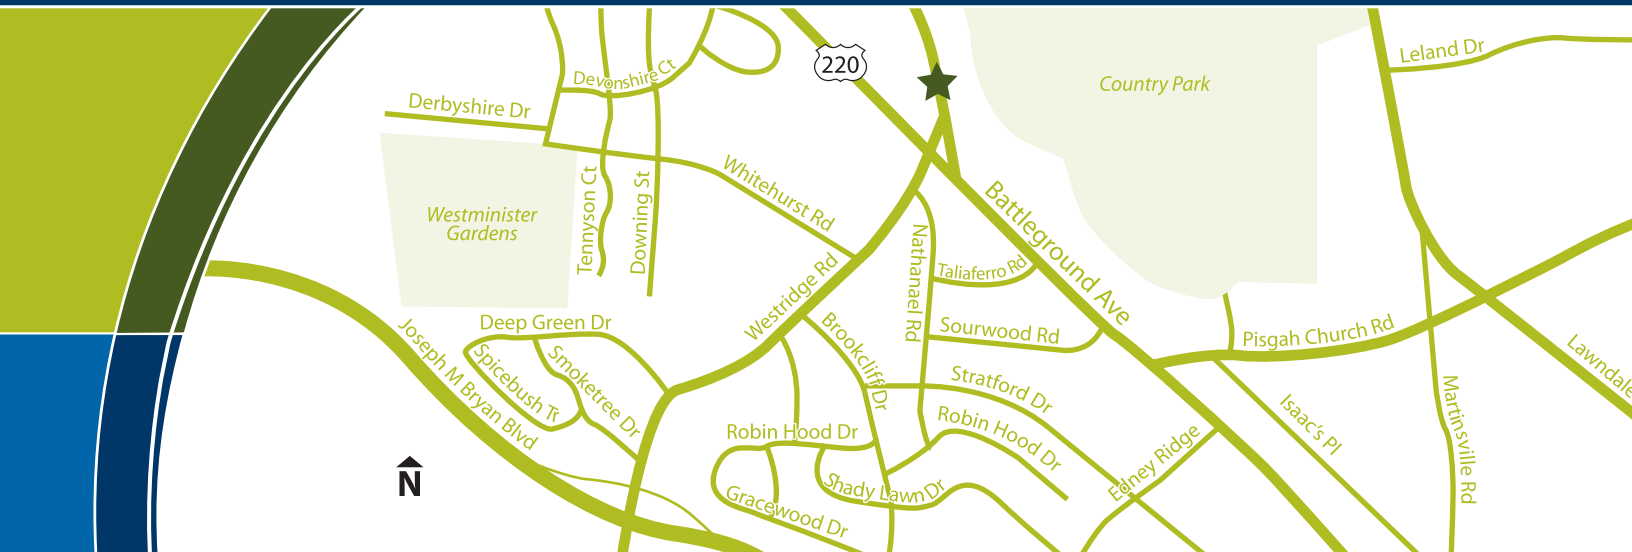 220
Leland Dr
Devonshire Ct
Country Park
Derbyshire Dr
Whitehurst Rd
Tennyson Ct
Downing St
Westminister
Gardens
Battleground Ave
Nathanael Rd
Taliaferro Rd
Westridge Rd
Deep Green Dr
Brookcliff Dr
Sourwood Rd
Pisgah Church Rd
Joseph M Bryan Blvd
Spicebush Tr
Smoketree Dr
Lawndale
Stratford Dr
Martinsville Rd
Isaac's Pl
Robin Hood Dr
Robin Hood Dr
Edney Ridge
Shady Lawn Dr
Gracewood Dr
N